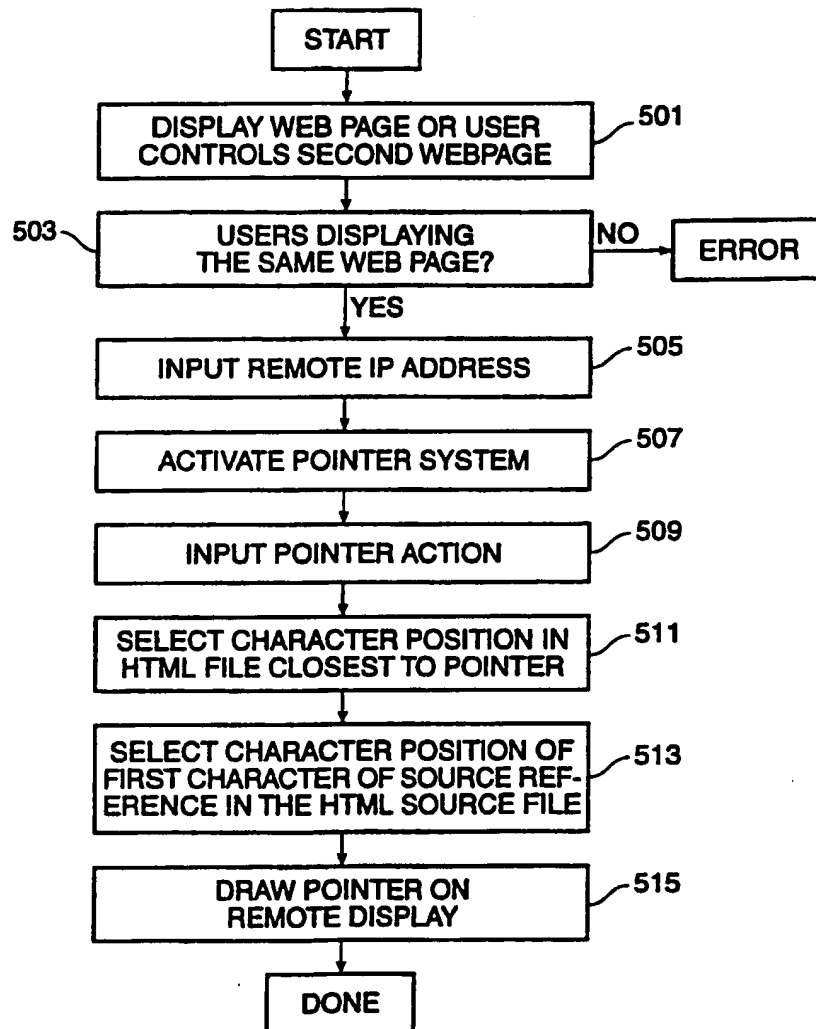 START
DISPLAY WEB PAGE OR USER
CONTROLS SECOND WEBPAGE
501
503
USERS DISPLAYING
THE SAME WEB PAGE?
NO
ERROR
YES
INPUT REMOTE IP ADDRESS
505
ACTIVATE POINTER SYSTEM
507
INPUT POINTER ACTION
509
SELECT CHARACTER POSITION IN
HTML FILE CLOSEST TO POINTER
511
SELECT CHARACTER POSITION OF
FIRST CHARACTER OF SOURCE REF-
ERENCE IN THE HTML SOURCE FILE
513
DRAW POINTER ON
REMOTE DISPLAY
515
DONE